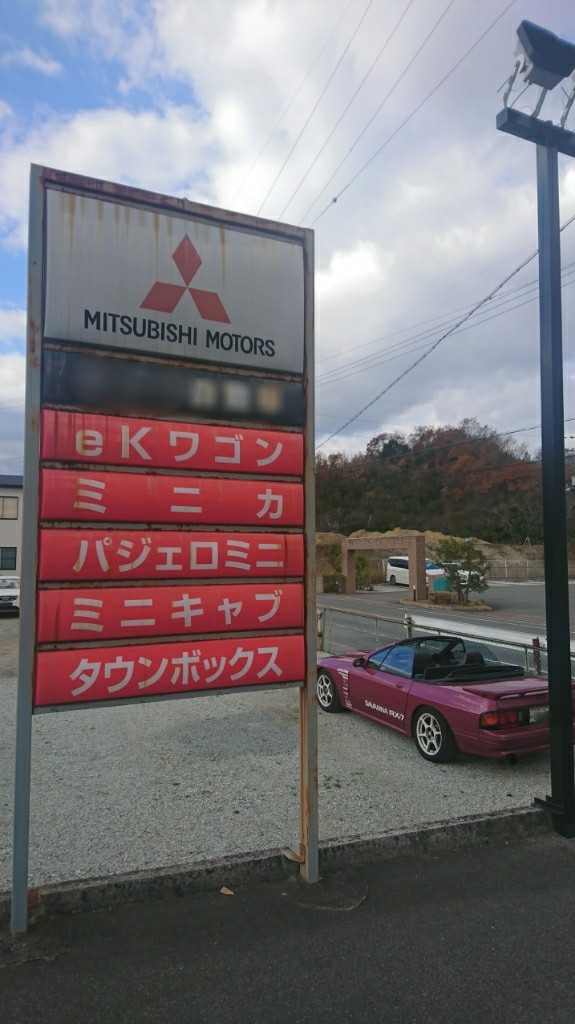 MITSUBISHI MOTORS
eKワゴン
ミニカ
パジェロミニ
ミニキャブ
タウンボックス
SAVANNA RX-7